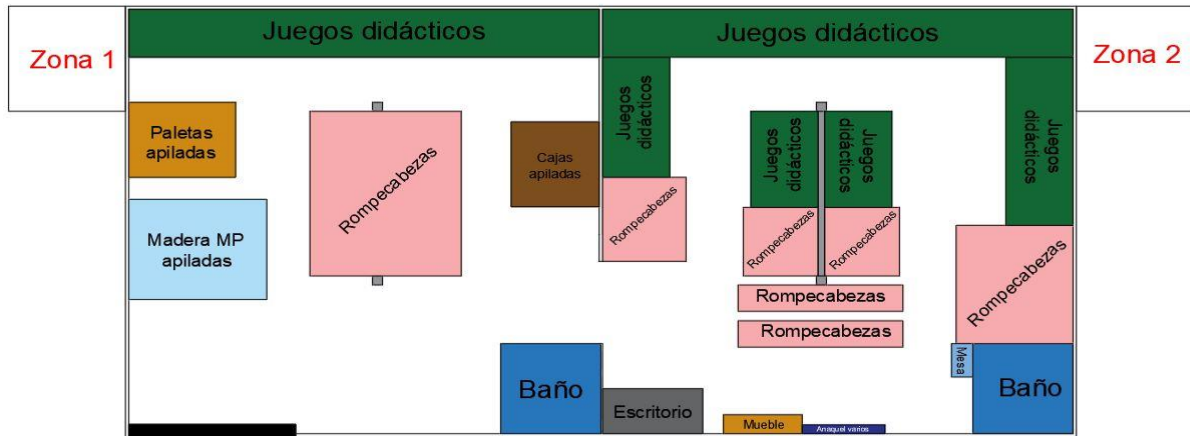 Zona 1
Juegos didácticos
Juegos didácticos
Zona 2
Paletas
apiladas
Rompecabezas
Cajas
apiladas
Madera MP
apiladas
Juegos
didácticos
Rompecabezas
Juegos
didácticos
Juegos
didácticos
Rompecabezas
Rompecabezas
Rompecabezas
Rompecabezas
Juegos
didácticos
Rompecabezas
Mesa
Baño
Escritorio
Mueble
Anaquel varios
Baño